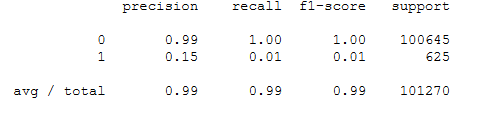 precision recall f1-score support
0 0.99 1.00 1.00 100645
1 0.15 0.01 0.01 625
avg / total 0.99 0.99 0.99 101270